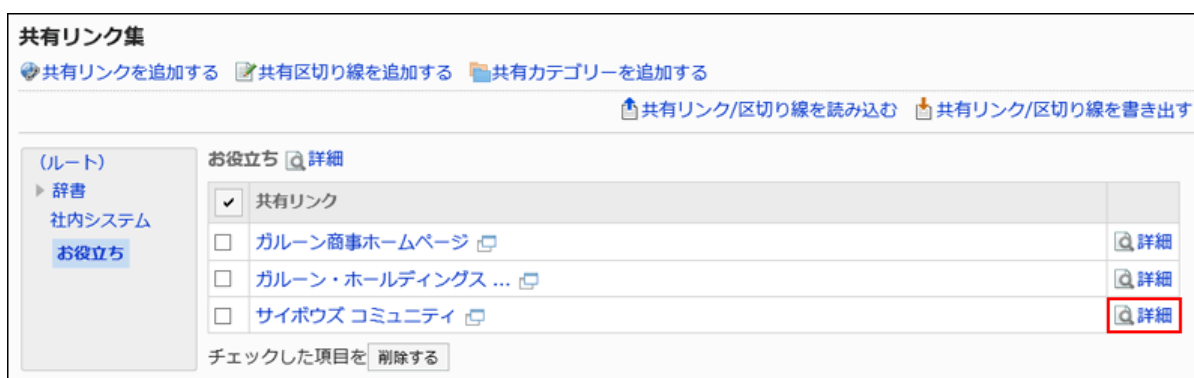 共有リンク集
共有リンクを追加する 共有区切り線を追加する 共有カテゴリーを追加する
共有リンク/区切り線を読み込む 共有リンク/区切り線を書き出す
(ルート)
辞書
社内システム
お役立ち
お役立ち 詳細
共有リンク
ガルーン商事ホームページ 詳細
ガルーン・ホールディングス ... 詳細
サイボウズ コミュニティ 詳細
チェックした項目を 削除する